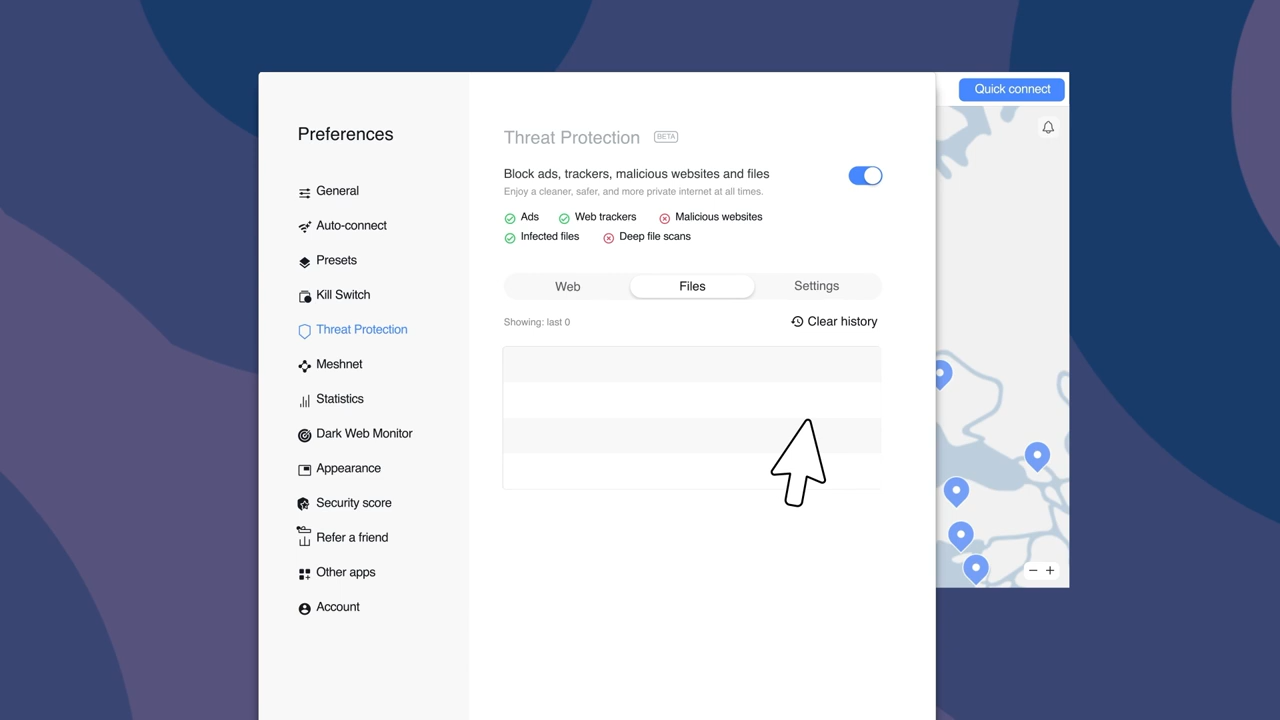 Quick connect
Preferences
General
Auto-connect
Presets
Kill Switch
Threat Protection
Meshnet
Statistics
Dark Web Monitor
Appearance
Security score
Refer a friend
Other apps
Account
Threat Protection BETA
Block ads, trackers, malicious websites and files
Enjoy a cleaner, safer, and more private internet at all times.
Ads Web trackers Malicious websites
Infected files Deep file scans
Web Files Settings
Showing: last 0 Clear history